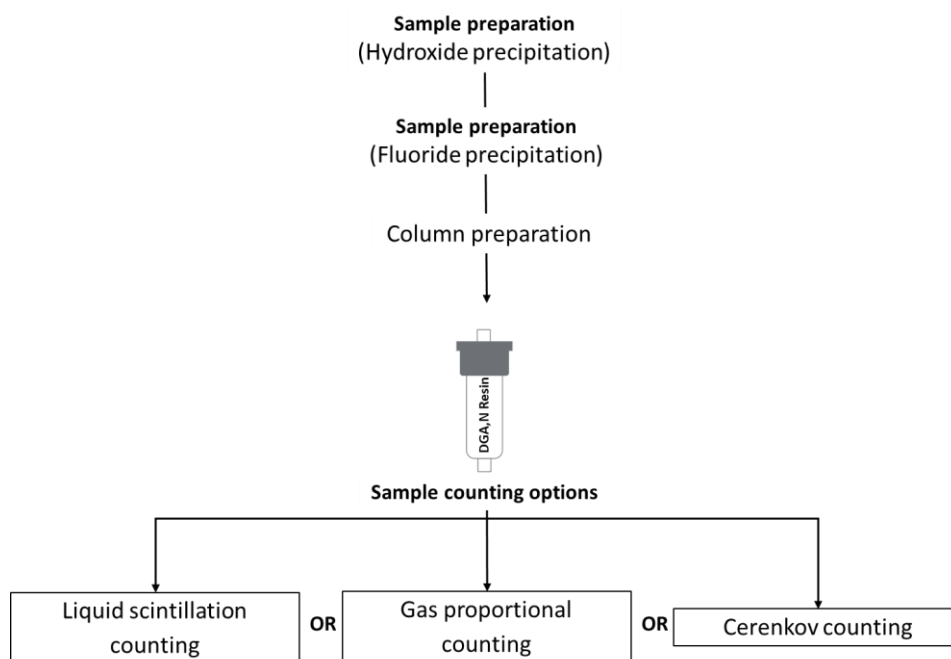 Sample preparation
(Hydroxide precipitation)
Sample preparation
(Fluoride precipitation)
Column preparation
DGA,N Resin
Sample counting options
Liquid scintillation
counting
OR
Gas proportional
counting
OR
Cerenkov counting